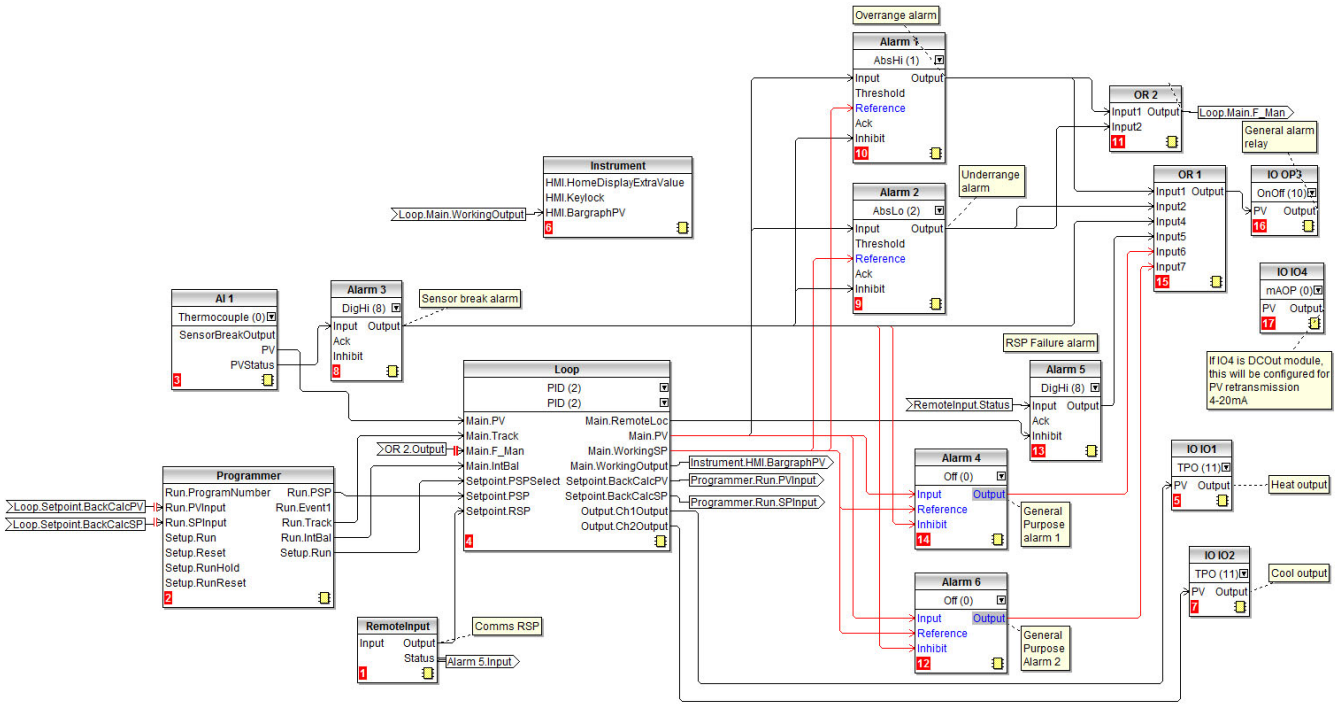 Overrange alarm
Alarm 1
AbsHi (1)
Input Output
Threshold
Reference
Ack
Inhibit
10
OR 2
Input1 Output
Input2
11
Loop.Main.F_Man
General alarm
relay
Instrument
HMI.HomeDisplayExtraValue
HMI.Keylock
HMI.BargraphPV
6
Loop.Main.WorkingOutput
Alarm 2
AbsLo (2)
Input Output
Threshold
Reference
Ack
Inhibit
9
Underrange
alarm
OR 1
Input1 Output
Input2
Input4
Input5
Input6
Input7
15
IO OP3
OnOff (10)
PV Output
16
IO IO4
mAOP (0)
PV Output
17
If IO4 is DCOut module,
this will be configured for
PV retransmission
4-20mA
AI 1
Thermocouple (0)
SensorBreakOutput
PV
PVStatus
3
Alarm 3
DigHi (8)
Input Output
Ack
Inhibit
8
Sensor break alarm
RSP Failure alarm
Alarm 5
DigHi (8)
Input Output
Ack
Inhibit
13
RemoteInput.Status
Loop
PID (2)
PID (2)
Main.PV Main.RemoteLoc
Main.Track Main.PV
Main.F_Man Main.WorkingSP
Main.IntBal Main.WorkingOutput
Setpoint.PSPSelect Setpoint.BackCalcPV
Setpoint.PSP Setpoint.BackCalcSP
Setpoint.RSP Output.Ch1Output
Output.Ch2Output
4
OR 2.Output
Instrument.HMI.BargraphPV
Programmer.Run.PVInput
Programmer.Run.SPInput
Programmer
Run.ProgramNumber Run.PSP
Run.PVInput Run.Event1
Run.SPInput Run.Track
Setup.Run Run.IntBal
Setup.Reset Setup.Run
Setup.RunHold
Setup.RunReset
2
Loop.Setpoint.BackCalcPV
Loop.Setpoint.BackCalcSP
Alarm 4
Off (0)
Input Output
Reference
Inhibit
14
General
Purpose
alarm 1
IO IO1
TPO (11)
PV Output
5
Heat output
IO IO2
TPO (11)
PV Output
7
Cool output
Alarm 6
Off (0)
Input Output
Reference
Inhibit
12
General
Purpose
Alarm 2
RemoteInput
Input Output
Status
1
Comms RSP
Alarm 5.Input